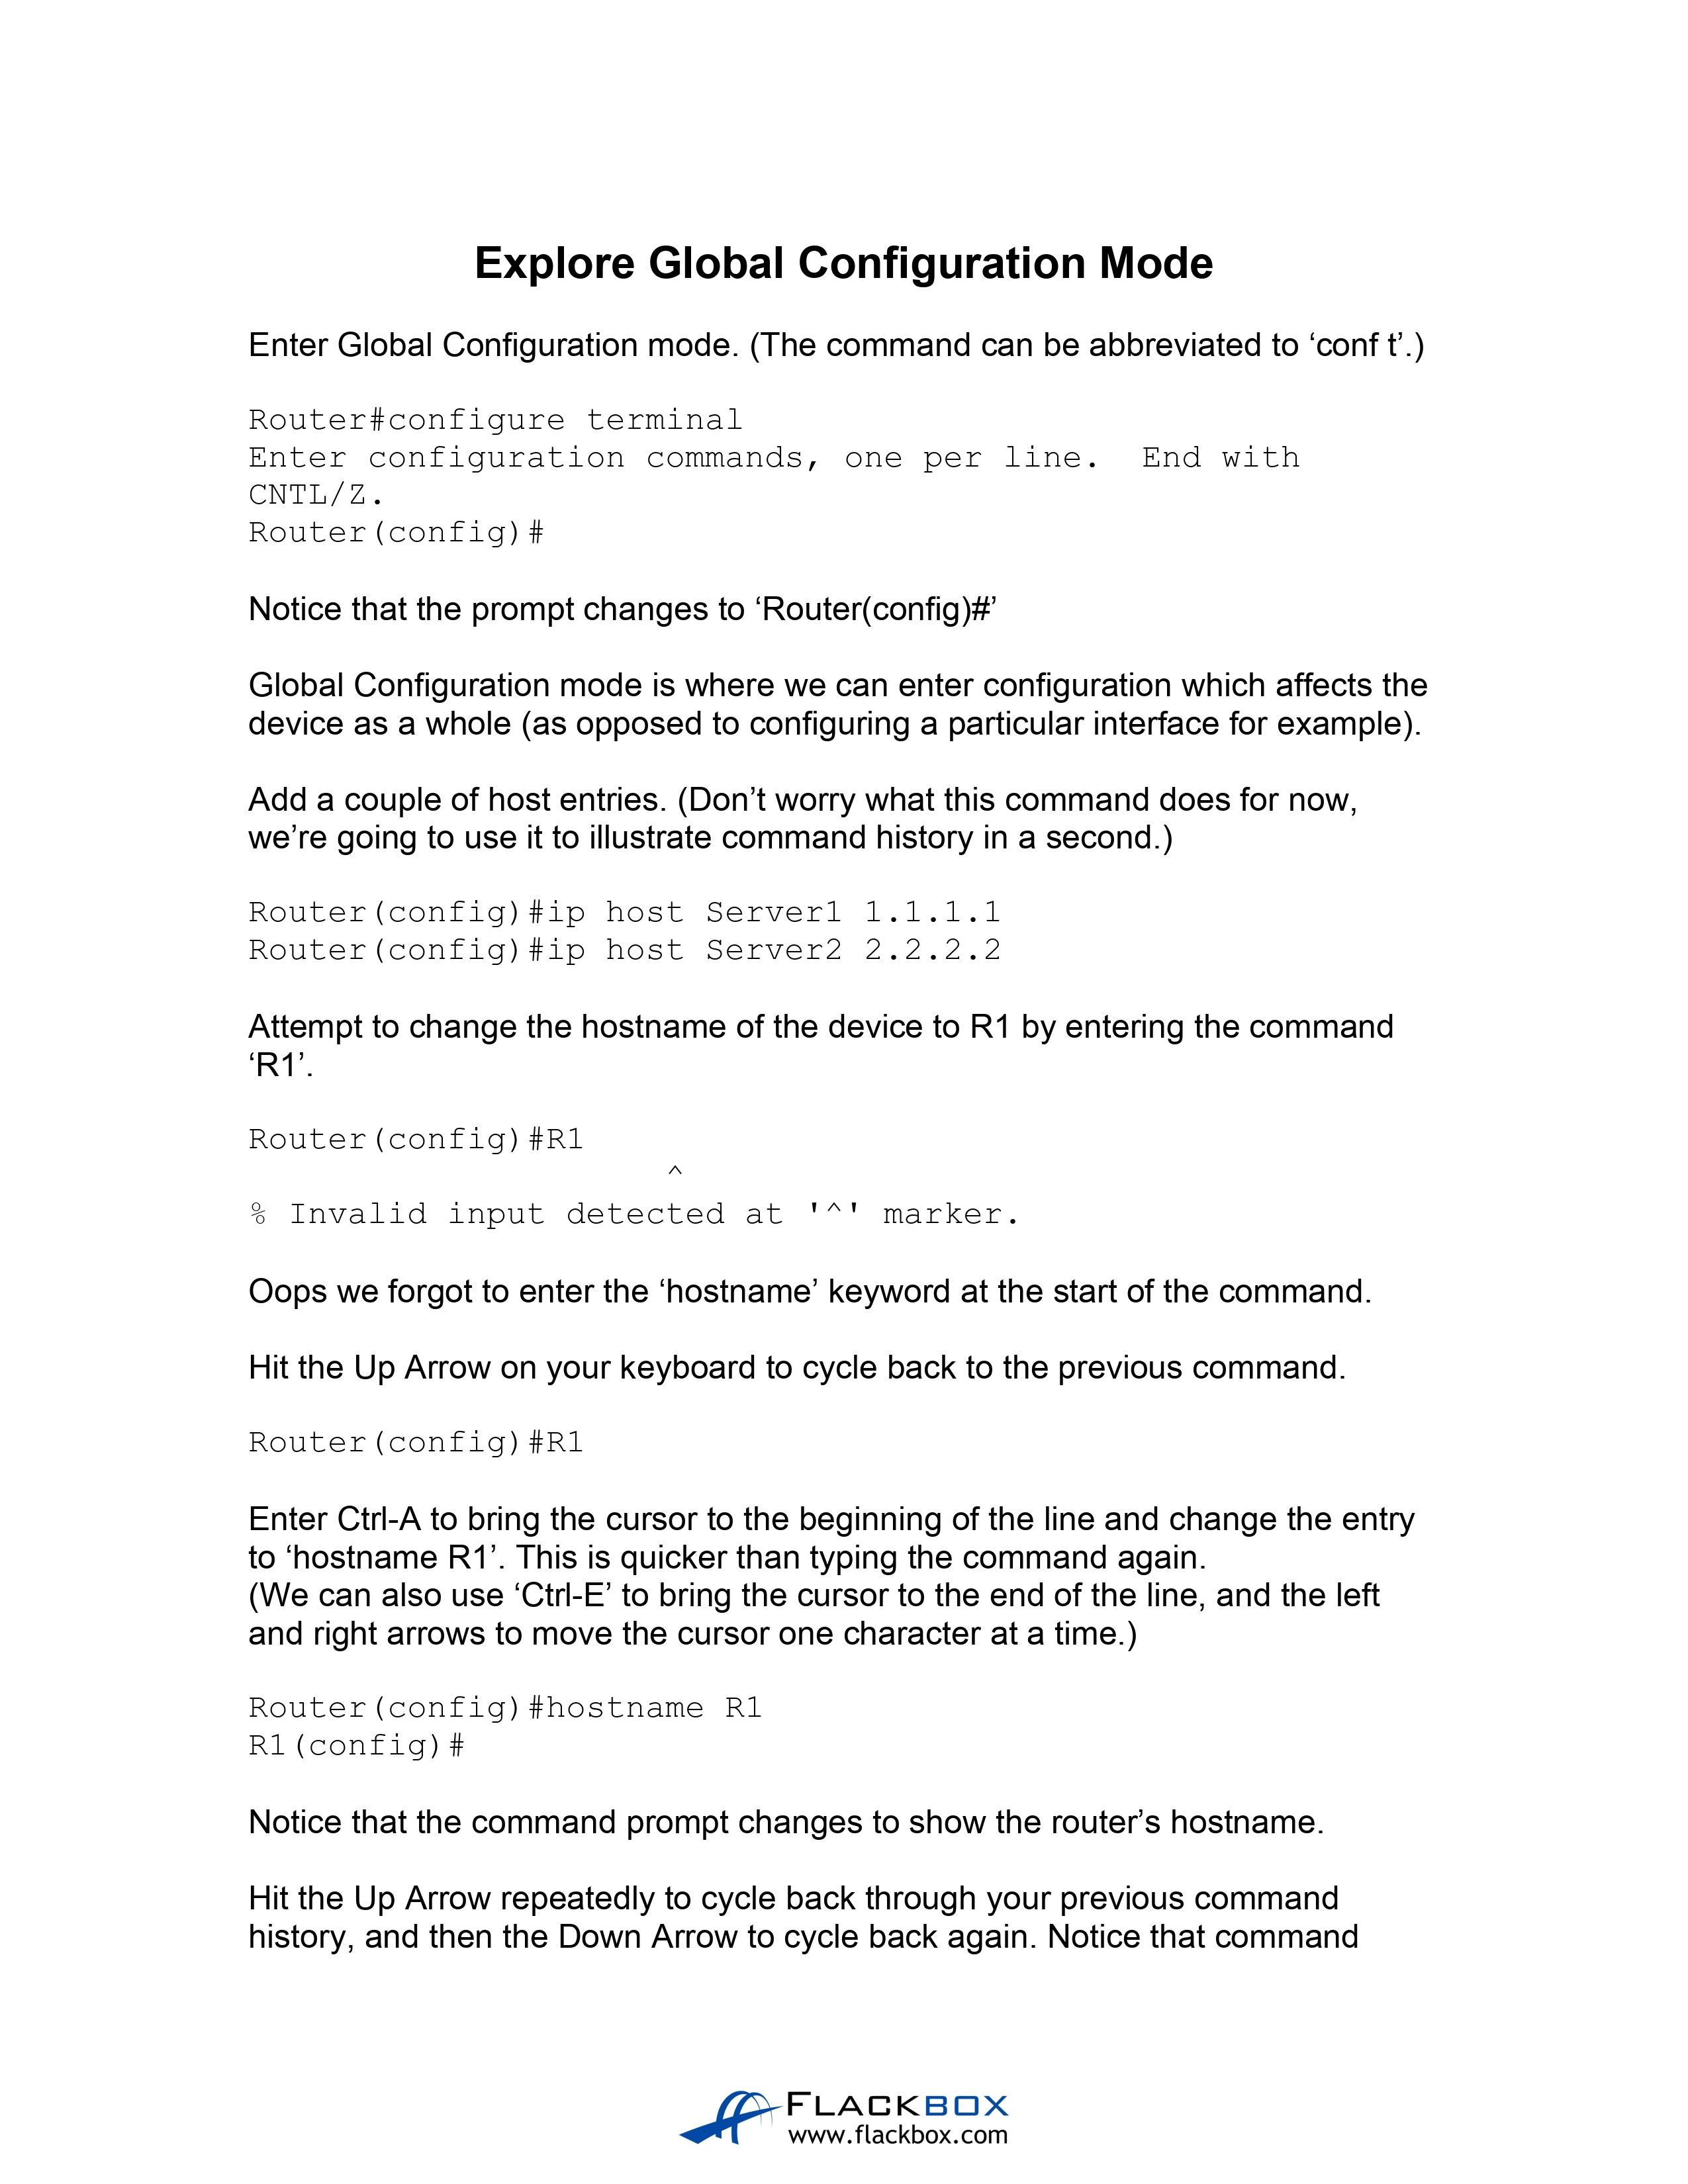 Explore Global Configuration Mode
Enter Global Configuration mode. (The command can be abbreviated to ‘conf t’.)
Router#configure terminal
Enter configuration commands, one per line.  End with
CNTL/Z.
Router(config)#
Notice that the prompt changes to ‘Router(config)#’
Global Configuration mode is where we can enter configuration which affects the
device as a whole (as opposed to configuring a particular interface for example).
Add a couple of host entries. (Don’t worry what this command does for now,
we’re going to use it to illustrate command history in a second.)
Router(config)#ip host Server1 1.1.1.1
Router(config)#ip host Server2 2.2.2.2
Attempt to change the hostname of the device to R1 by entering the command
‘R1’.
Router(config)#R1
^
% Invalid input detected at '^' marker.
Oops we forgot to enter the ‘hostname’ keyword at the start of the command.
Hit the Up Arrow on your keyboard to cycle back to the previous command.
Router(config)#R1
Enter Ctrl-A to bring the cursor to the beginning of the line and change the entry
to ‘hostname R1’. This is quicker than typing the command again.
(We can also use ‘Ctrl-E’ to bring the cursor to the end of the line, and the left
and right arrows to move the cursor one character at a time.)
Router(config)#hostname R1
R1(config)#
Notice that the command prompt changes to show the router’s hostname.
Hit the Up Arrow repeatedly to cycle back through your previous command
history, and then the Down Arrow to cycle back again. Notice that command
FLACKBOX
www.flackbox.com